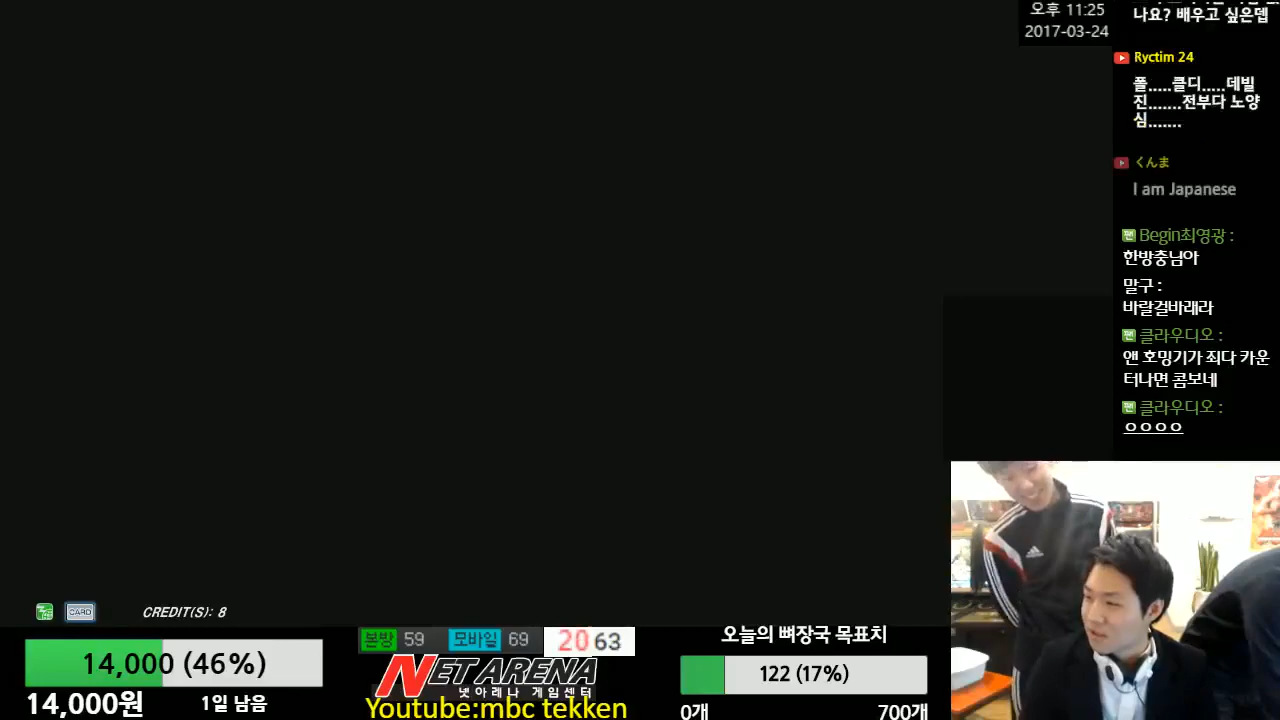 오후 11:25
2017-03-24
나요? 배우고 싶은뎁
Ryctim 24
폴.....클디.....데빌
진.......전부다 노양
심.......
くんま
I am Japanese
팬 Begin최영광 :
한방충님아
말구 :
바랄걸바래라
팬 클라우디오 :
앤 호밍기가 죄다 카운
터나면 콤보네
팬 클라우디오 :
ㅇㅇㅇㅇ
CARD
CREDIT(S): 8
본방 59 모바일 69 2063
14,000 (46%)
14,000원 1일 남음
NET ARENA
넷아레나 게임센터
Youtube:mbc tekken
오늘의 뼈장국 목표치
122 (17%)
0개 700개